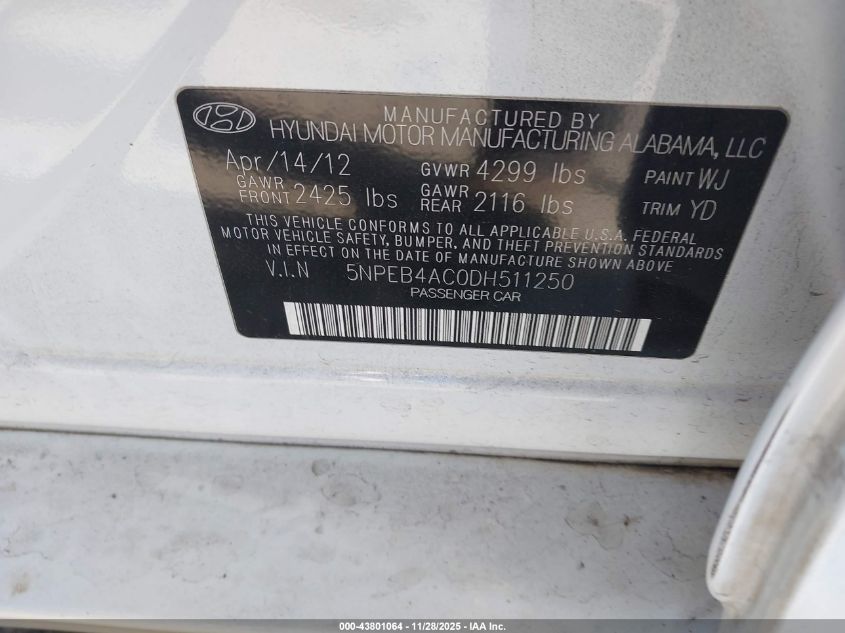 MANUFACTURED BY
HYUNDAI MOTOR MANUFACTURING ALABAMA, LLC
Apr/14/12 GVWR 4299 lbs PAINT WJ
GAWR FRONT 2425 lbs GAWR REAR 2116 lbs TRIM YD
THIS VEHICLE CONFORMS TO ALL APPLICABLE U.S.A. FEDERAL
MOTOR VEHICLE SAFETY, BUMPER, AND THEFT PREVENTION STANDARDS
IN EFFECT ON THE DATE OF MANUFACTURE SHOWN ABOVE
V.I.N 5NPEB4AC0DH511250
PASSENGER CAR
000-43801064 - 11/28/2025 - IAA Inc.